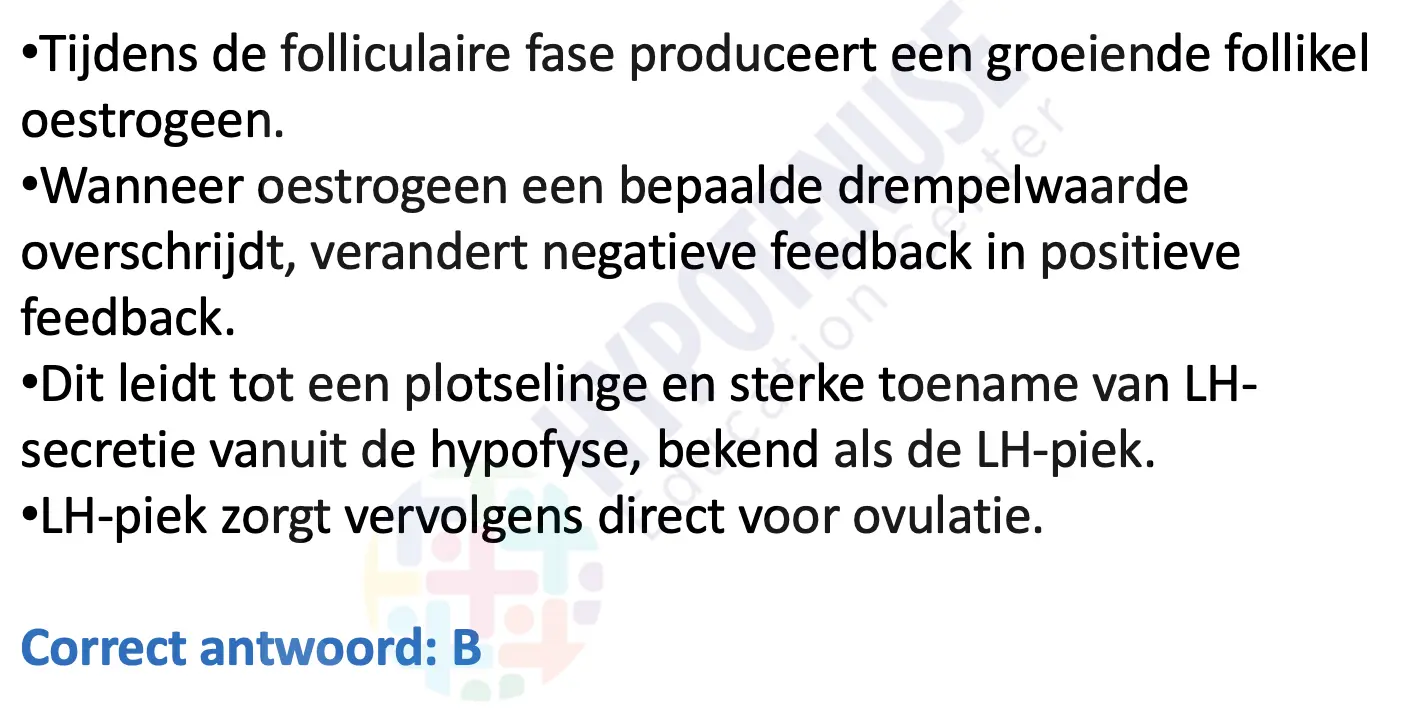 •Tijdens de folliculaire fase produceert een groeiende follikel
oestrogeen.
•Wanneer oestrogeen een bepaalde drempelwaarde
overschrijdt, verandert negatieve feedback in positieve
feedback.
•Dit leidt tot een plotselinge en sterke toename van LH-
secretie vanuit de hypofyse, bekend als de LH-piek.
•LH-piek zorgt vervolgens direct voor ovulatie.
Correct antwoord: B
HYPOTENUSE
Education center